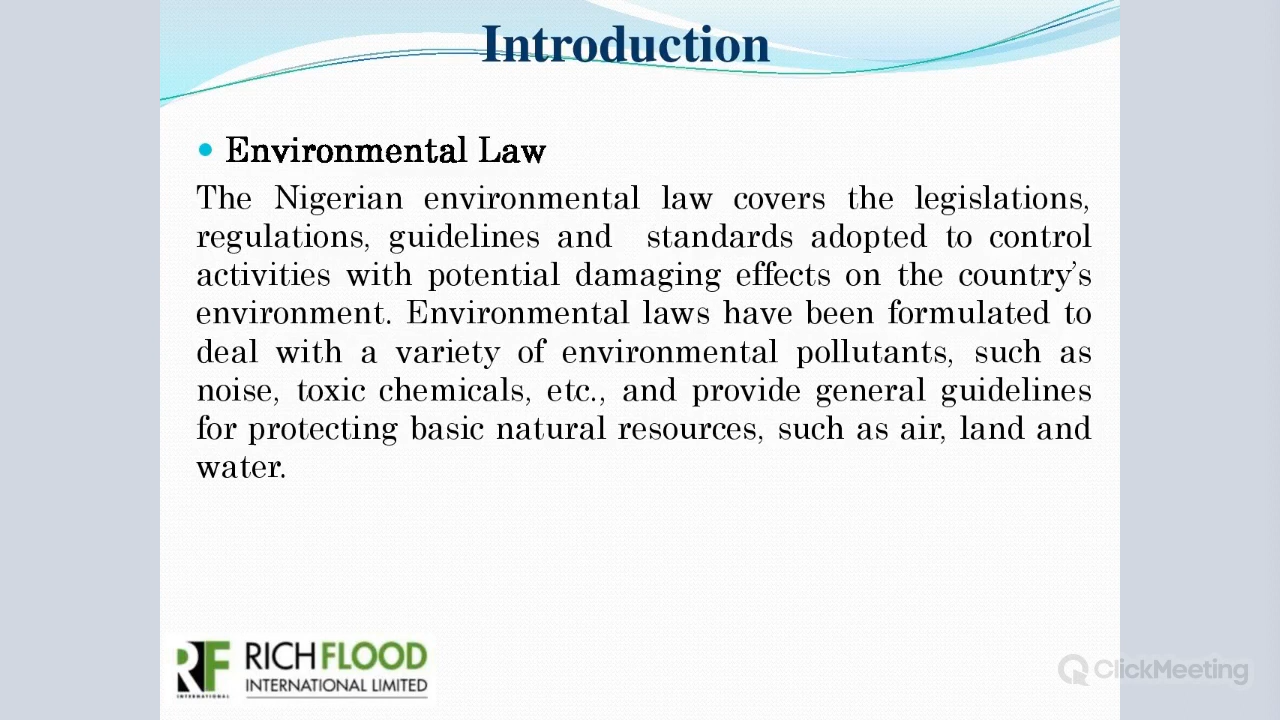 Introduction
Environmental Law
The Nigerian environmental law covers the legislations,
regulations, guidelines and standards adopted to control
activities with potential damaging effects on the country's
environment. Environmental laws have been formulated to
deal with a variety of environmental pollutants, such as
noise, toxic chemicals, etc., and provide general guidelines
for protecting basic natural resources, such as air, land and
water.
RF RICHFLOOD
INTERNATIONAL INTERNATIONAL LIMITED
ClickMeeting